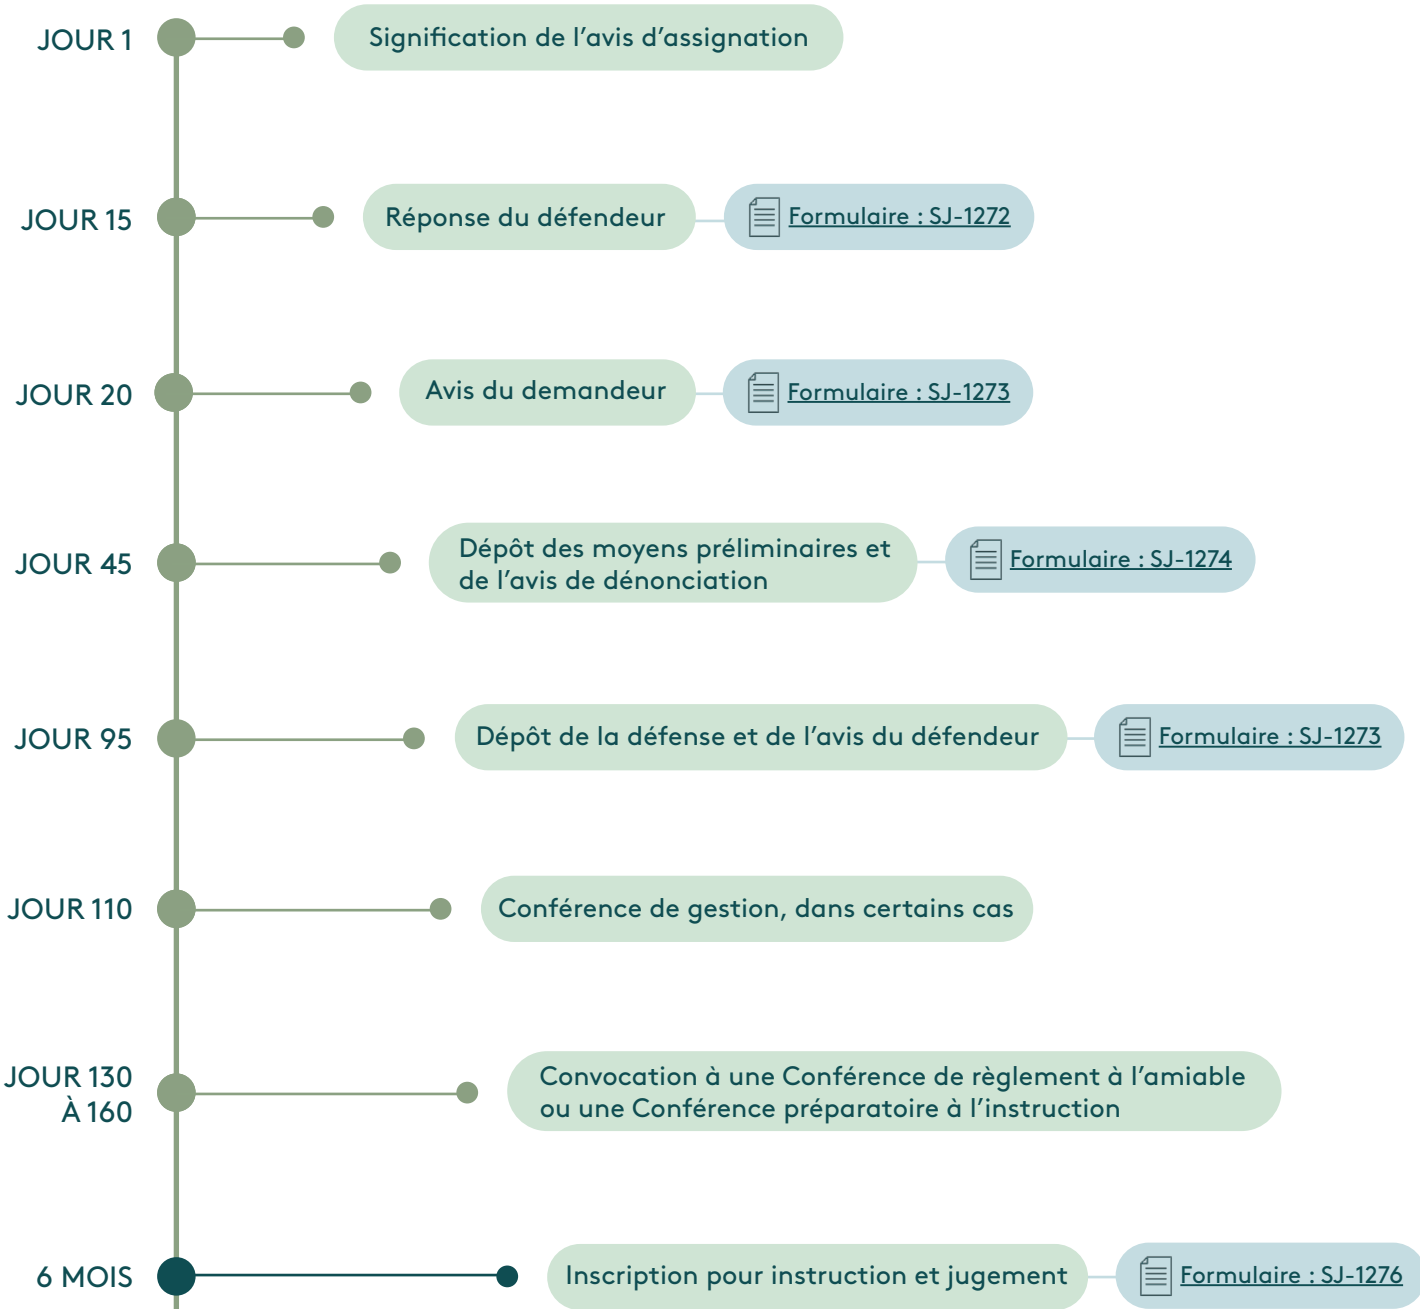 JOUR 1
Signification de l’avis d’assignation
JOUR 15
Réponse du défendeur
Formulaire : SJ-1272
JOUR 20
Avis du demandeur
Formulaire : SJ-1273
JOUR 45
Dépôt des moyens préliminaires et
de l’avis de dénonciation
Formulaire : SJ-1274
JOUR 95
Dépôt de la défense et de l’avis du défendeur
Formulaire : SJ-1273
JOUR 110
Conférence de gestion, dans certains cas
JOUR 130
À 160
Convocation à une Conférence de règlement à l’amiable
ou une Conférence préparatoire à l’instruction
6 MOIS
Inscription pour instruction et jugement
Formulaire : SJ-1276